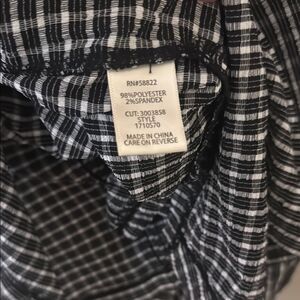 RN#58822
98%POLYESTER
2%SPANDEX
CUT: 3003858
STYLE
1710570
MADE IN CHINA
CARE ON REVERSE